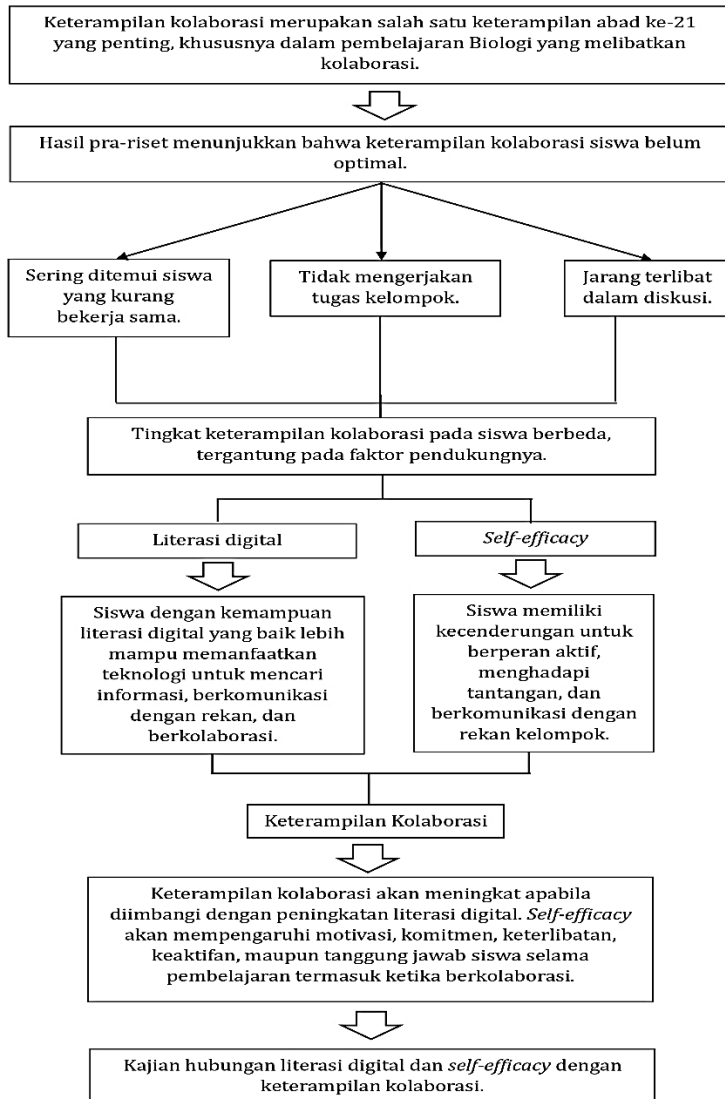 Keterampilan kolaborasi merupakan salah satu keterampilan abad ke-21
yang penting, khususnya dalam pembelajaran Biologi yang melibatkan
kolaborasi.
Hasil pra-riset menunjukkan bahwa keterampilan kolaborasi siswa belum
optimal.
Sering ditemui siswa
yang kurang
bekerja sama.
Tidak mengerjakan
tugas kelompok.
Jarang terlibat
dalam diskusi.
Tingkat keterampilan kolaborasi pada siswa berbeda,
tergantung pada faktor pendukungnya.
Literasi digital
Self-efficacy
Siswa dengan kemampuan
literasi digital yang baik lebih
mampu memanfaatkan
teknologi untuk mencari
informasi, berkomunikasi
dengan rekan, dan
berkolaborasi.
Siswa memiliki
kecenderungan untuk
berperan aktif,
menghadapi
tantangan, dan
berkomunikasi dengan
rekan kelompok.
Keterampilan Kolaborasi
Keterampilan kolaborasi akan meningkat apabila
diimbangi dengan peningkatan literasi digital. Self-efficacy
akan mempengaruhi motivasi, komitmen, keterlibatan,
keaktifan, maupun tanggung jawab siswa selama
pembelajaran termasuk ketika berkolaborasi.
Kajian hubungan literasi digital dan self-efficacy dengan
keterampilan kolaborasi.